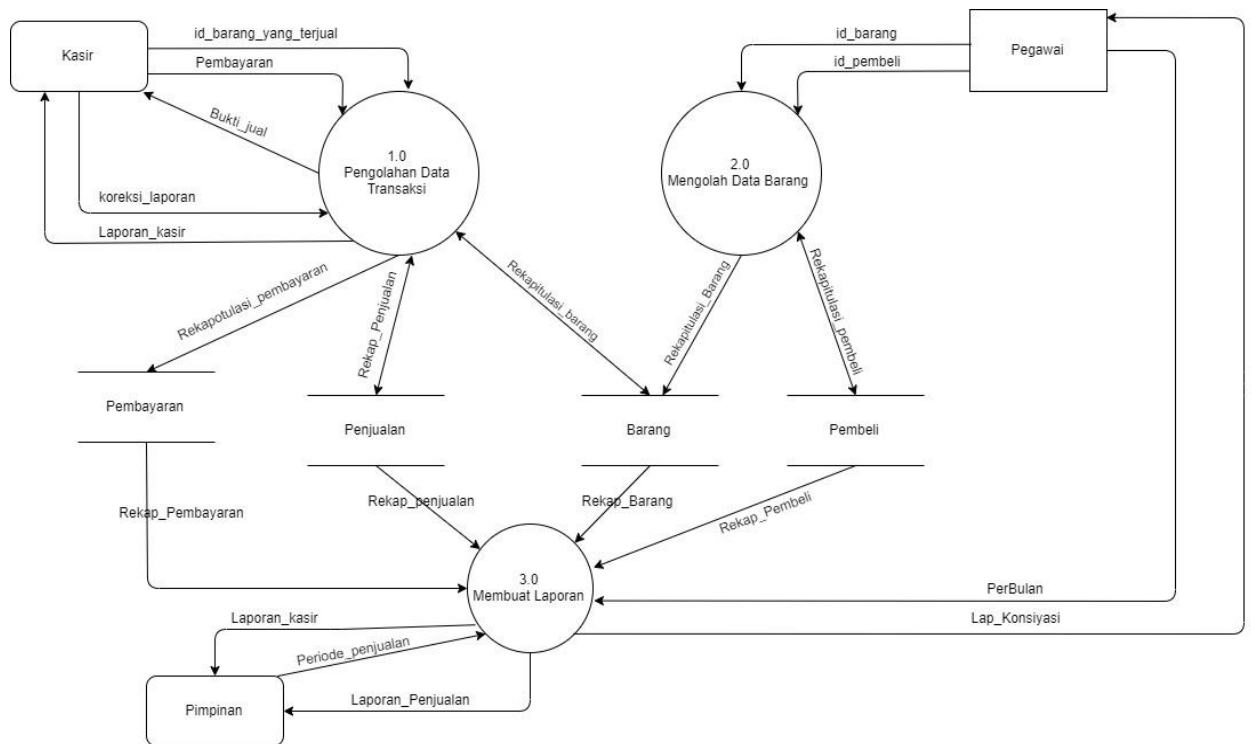 id_barang_yang_terjual
Kasir
Pembayaran
Bukti_jual
koreksi_laporan
Laporan_kasir
1.0
Pengolahan Data
Transaksi
id_barang
id_pembeli
Pegawai
2.0
Mengolah Data Barang
Rekapotulasi_pembayaran
Rekap_Penjualan
Rekapitulasi_barang
Rekapitulasi_Barang
Rekapitulasi_pembeli
Pembayaran
Penjualan
Barang
Pembeli
Rekap_Pembayaran
Rekap_penjualan
Rekap_Barang
Rekap_Pembeli
3.0
Membuat Laporan
PerBulan
Lap_Konsiyasi
Laporan_kasir
Periode_penjualan
Laporan_Penjualan
Pimpinan